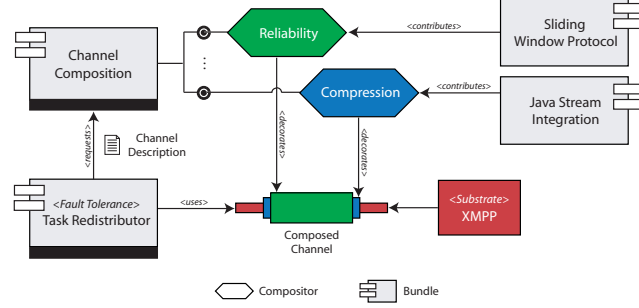 Channel
Composition
Reliability
<contributes>
Sliding
Window Protocol
...
Compression
<contributes>
Java Stream
Integration
<requests>
Channel
Description
<decorates>
<decorates>
<Fault Tolerance>
Task Redistributor
<uses>
Composed
Channel
<Substrate>
XMPP
Compositor
Bundle